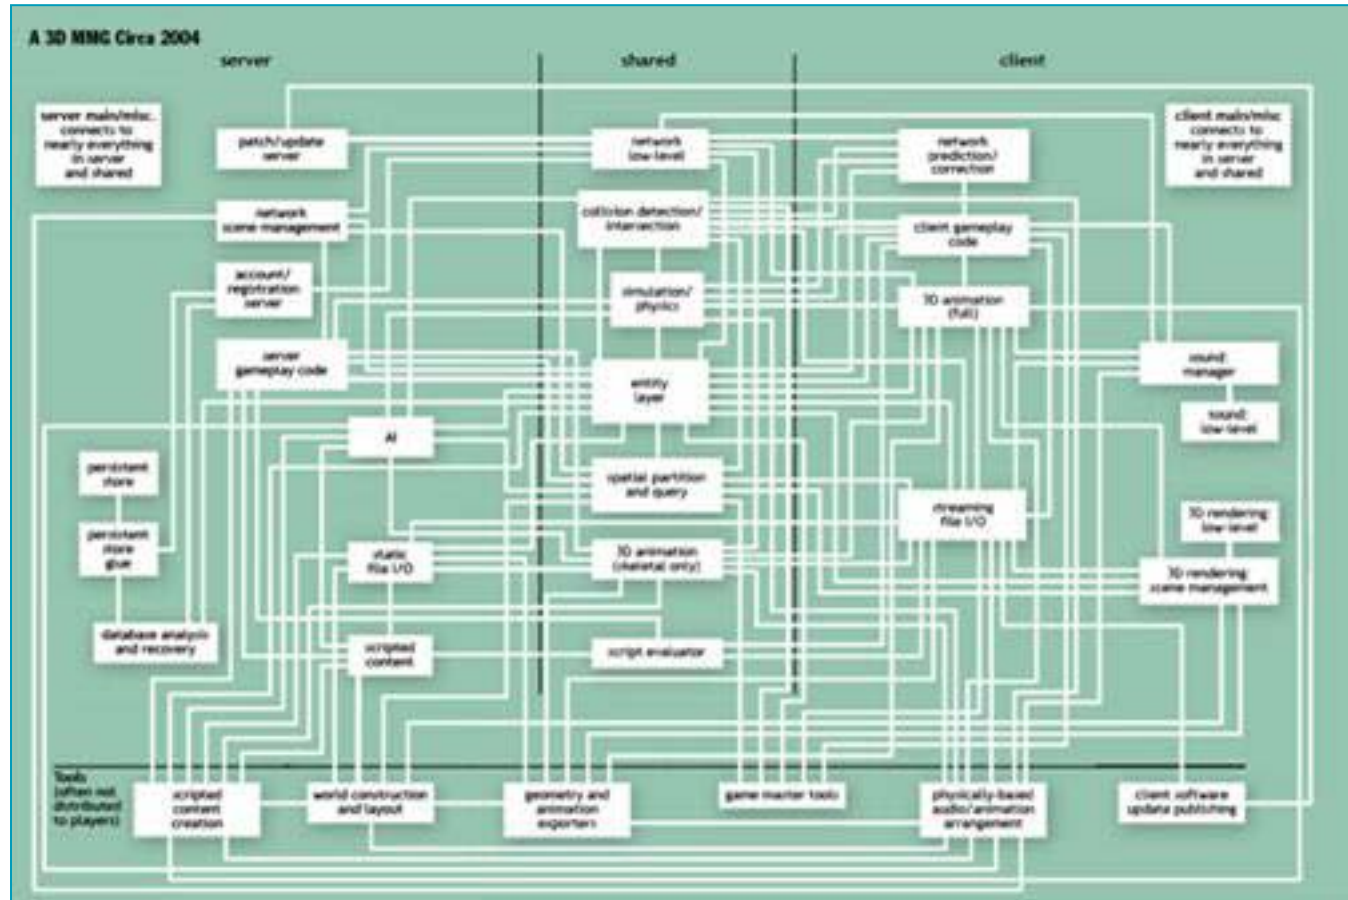 A 3D MMG Circa 2004
server
shared
client
server main/misc.
connects to
nearly everything
in server
and shared
patch/update
server
network
low-level
network
prediction/
correction
client main/misc
connects to
nearly everything
in server
and shared
network
scene management
collision detection/
intersection
client gameplay
code
account/
registration
server
simulation/
physics
3D animation
(full)
server
gameplay code
entity
layer
sound:
manager
sound:
low-level
AI
persistent
store
spatial partition
and query
streaming
file I/O
3D rendering:
low-level
persistent
store
glue
static
file I/O
3D animation
(skeletal only)
3D rendering:
scene management
database analysis
and recovery
scripted
content
script evaluator
Tools
(often not
distributed
to players)
scripted
content
creation
world construction
and layout
geometry and
animation
exporters
game master tools
physically-based
audio/animation
arrangement
client software
update publishing